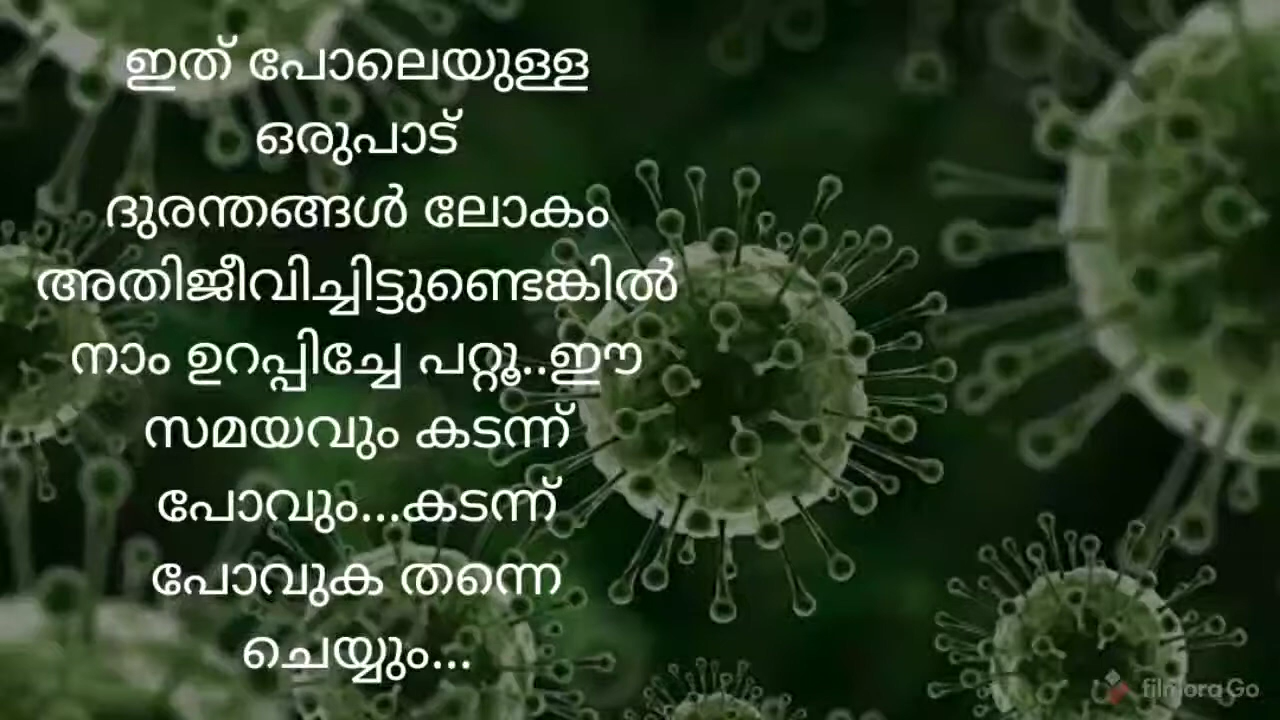 ഇത് പോലെയുള്ള
ഒരുപാട്
ദുരന്തങ്ങൾ ലോകം
അതിജീവിച്ചിട്ടുണ്ടെങ്കിൽ
നാം ഉറപ്പിച്ചേ പറ്റൂ..ഈ
സമയവും കടന്ന്
പോവും...കടന്ന്
പോവുക തന്നെ
ചെയ്യും...
filmora Go